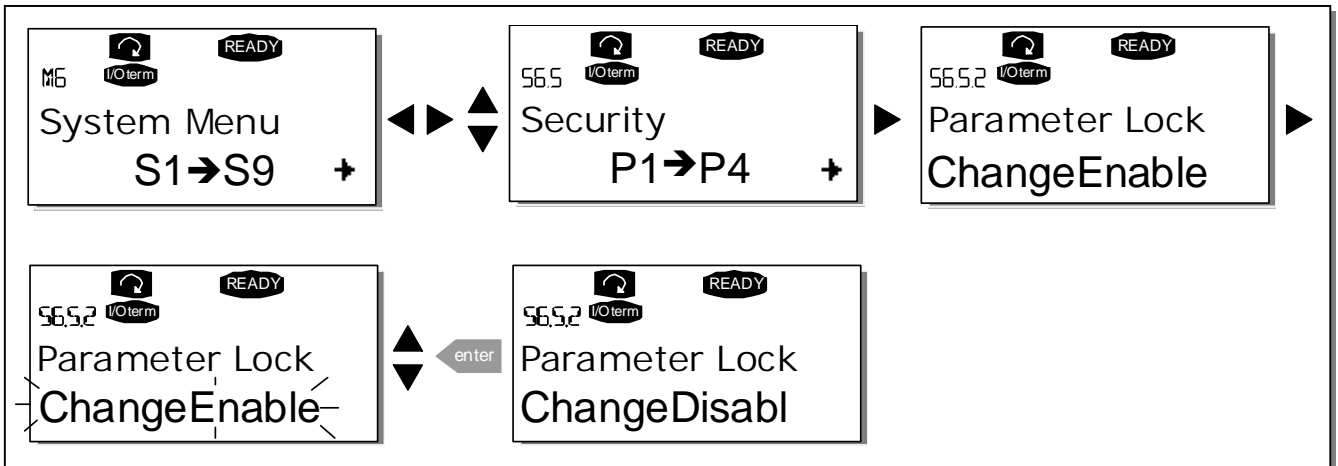 READY
M6 I/Oterm
System Menu
S1➔S9
READY
S6.5 I/Oterm
Security
P1➔P4
READY
S6.5.2 I/Oterm
Parameter Lock
ChangeEnable
READY
S6.5.2 I/Oterm
Parameter Lock
ChangeEnable
enter
READY
S6.5.2 I/Oterm
Parameter Lock
ChangeDisabl